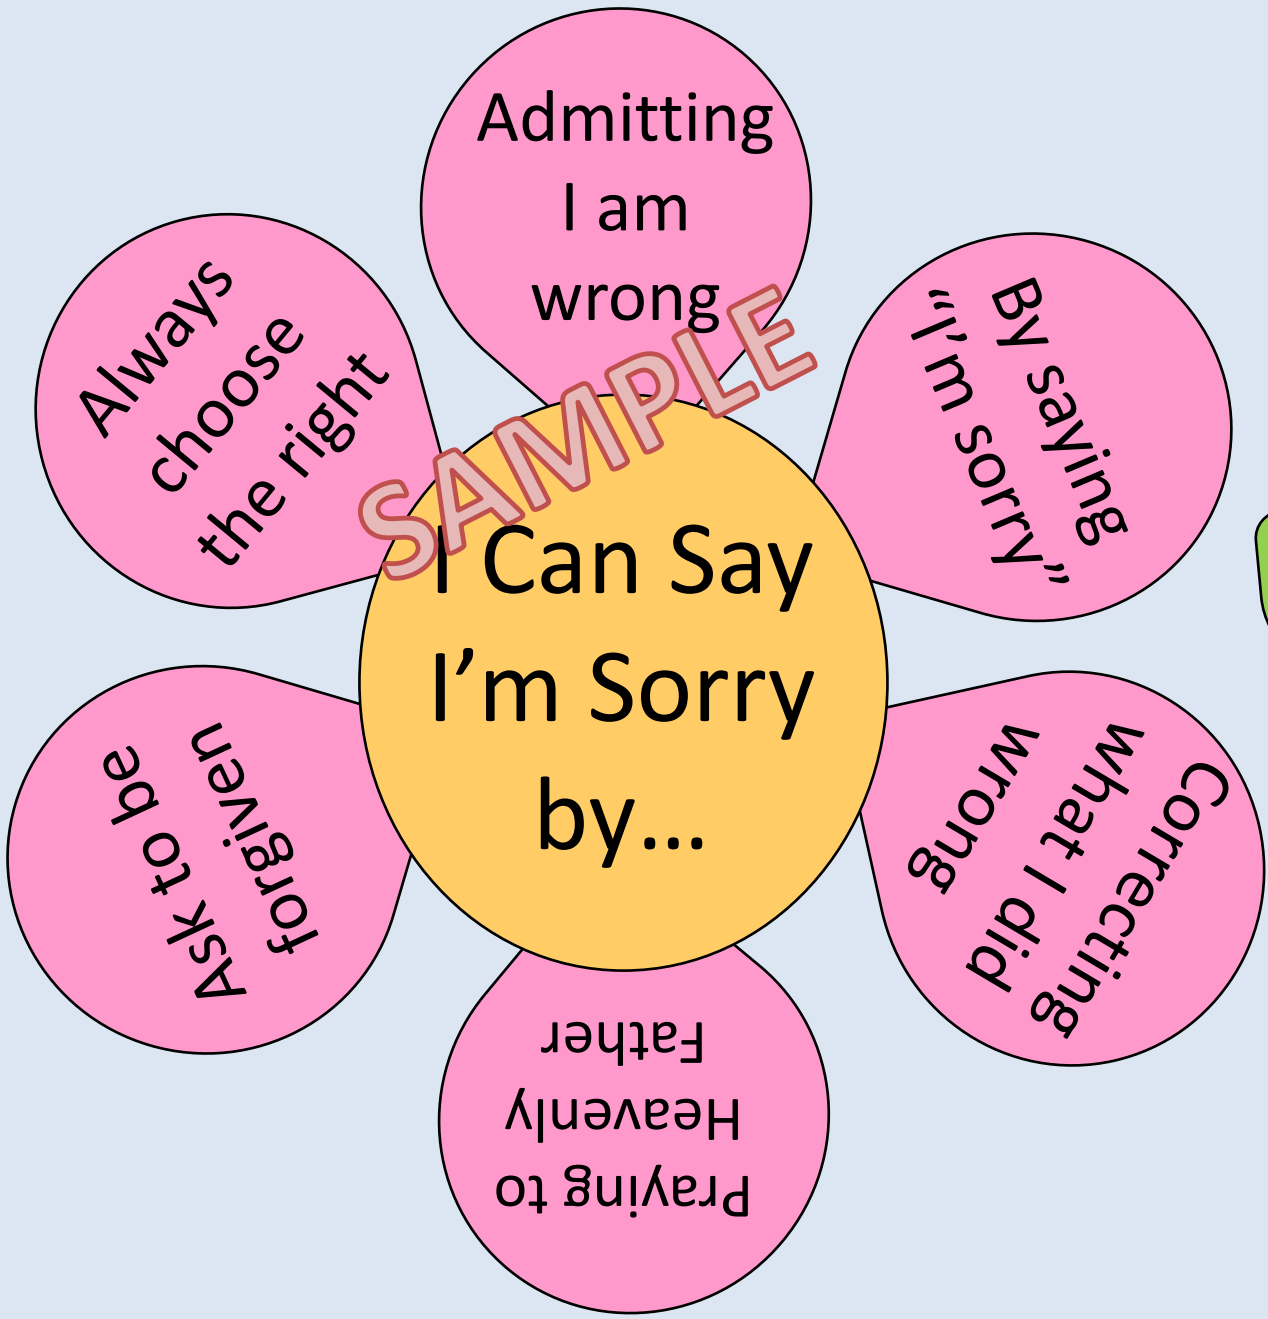 Admitting
I am
wrong
By saying
“I’m sorry”
Correcting
what I did
wrong
Praying to
Heavenly
Father
Ask to be
forgiven
Always
choose
the right
SAMPLE
I Can Say
I’m Sorry
by...